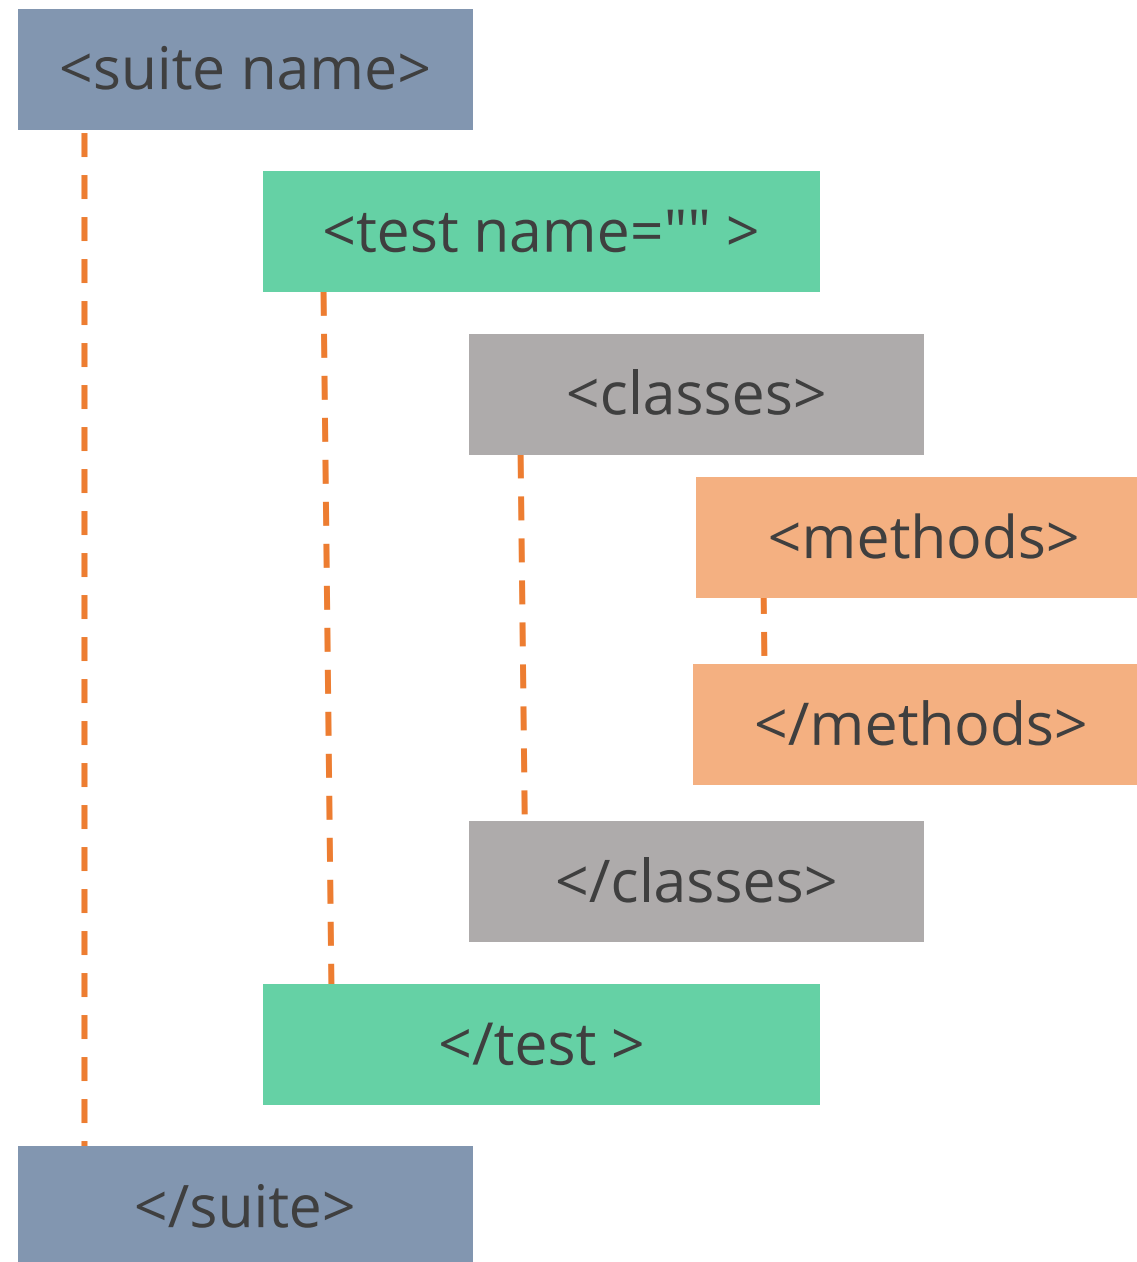 <suite name>
<test name="" >
<classes>
<methods>
</methods>
</classes>
</test >
</suite>